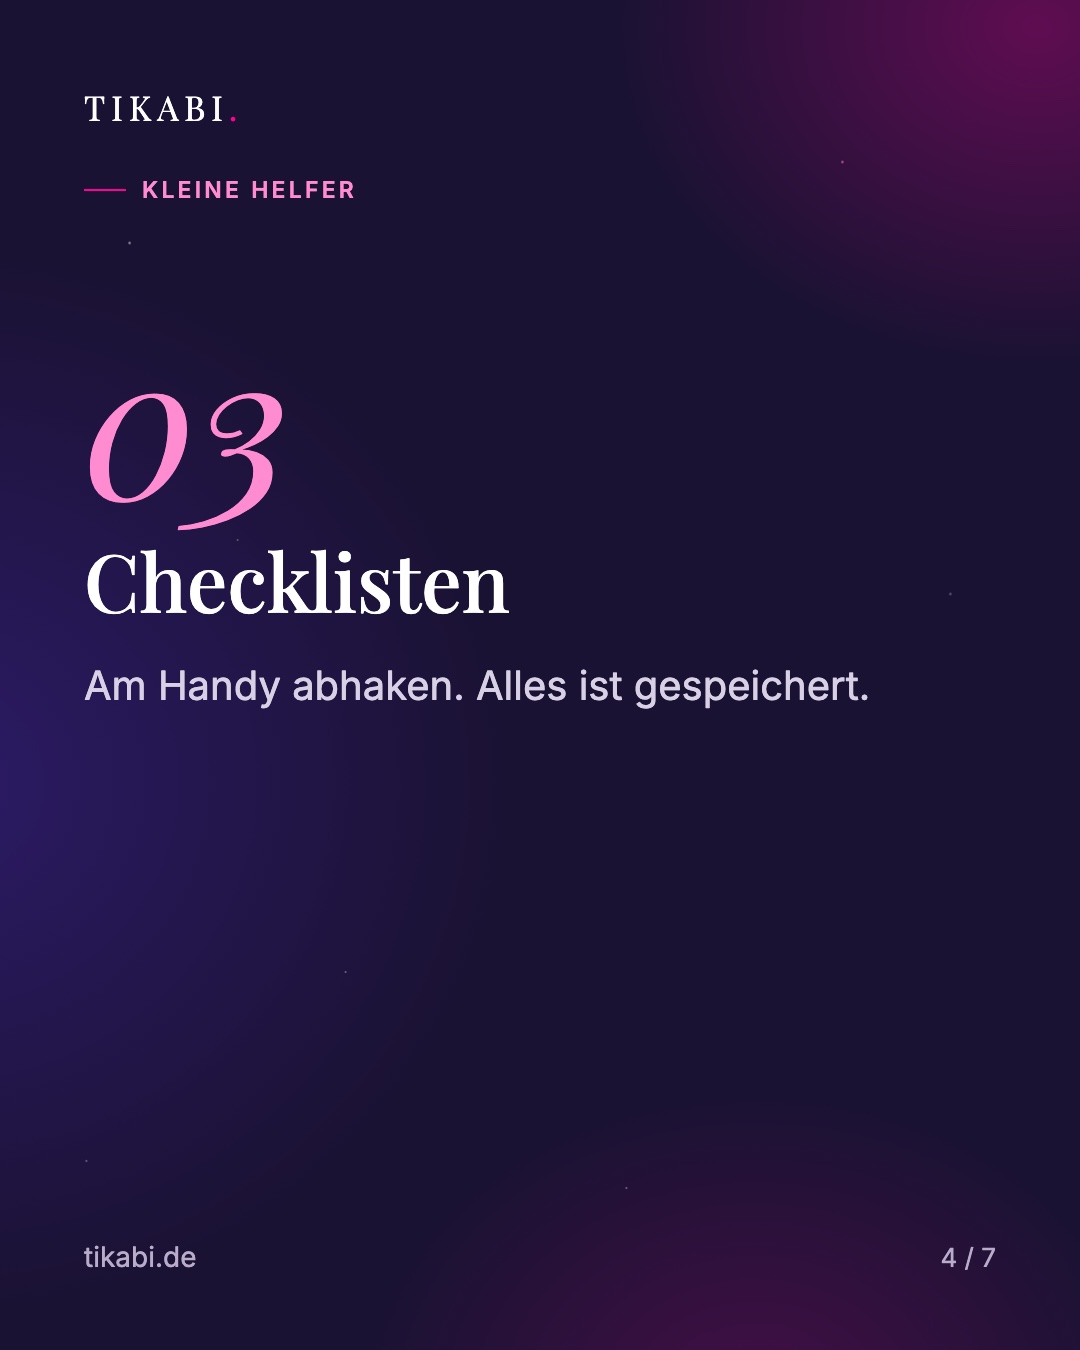 TIKABI.
KLEINE HELFER
03
Checklisten
Am Handy abhaken. Alles ist gespeichert.
tikabi.de
4 / 7